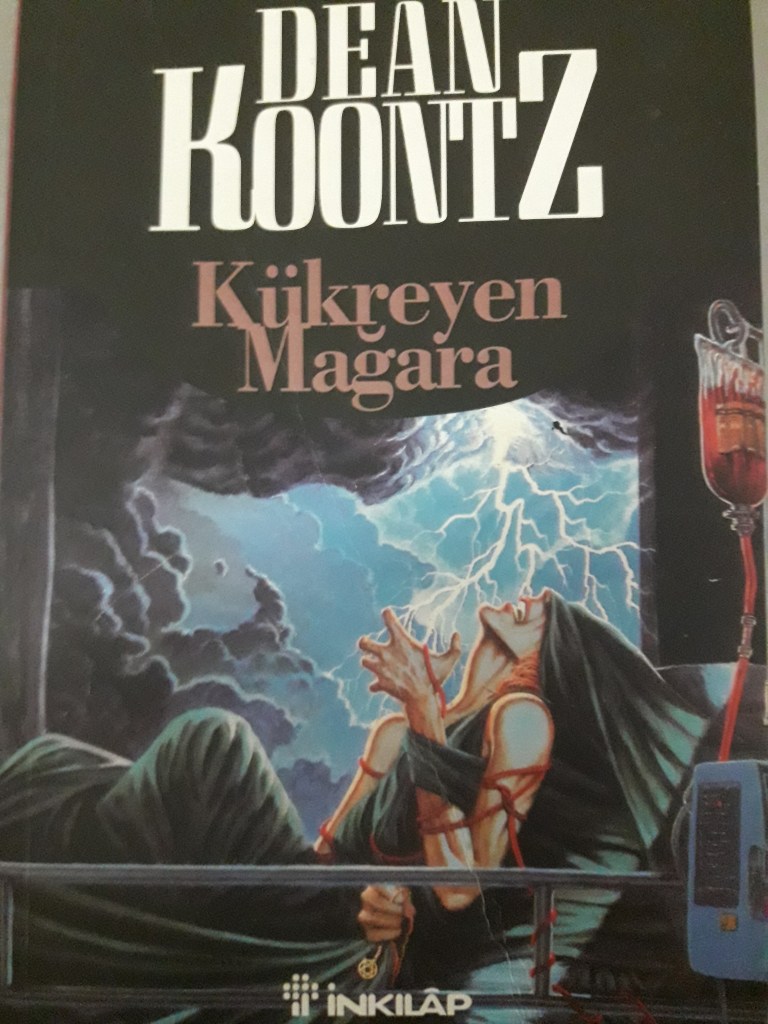 DEAN
KOONTZ
Kükreyen
Mağara
İNKILÂP